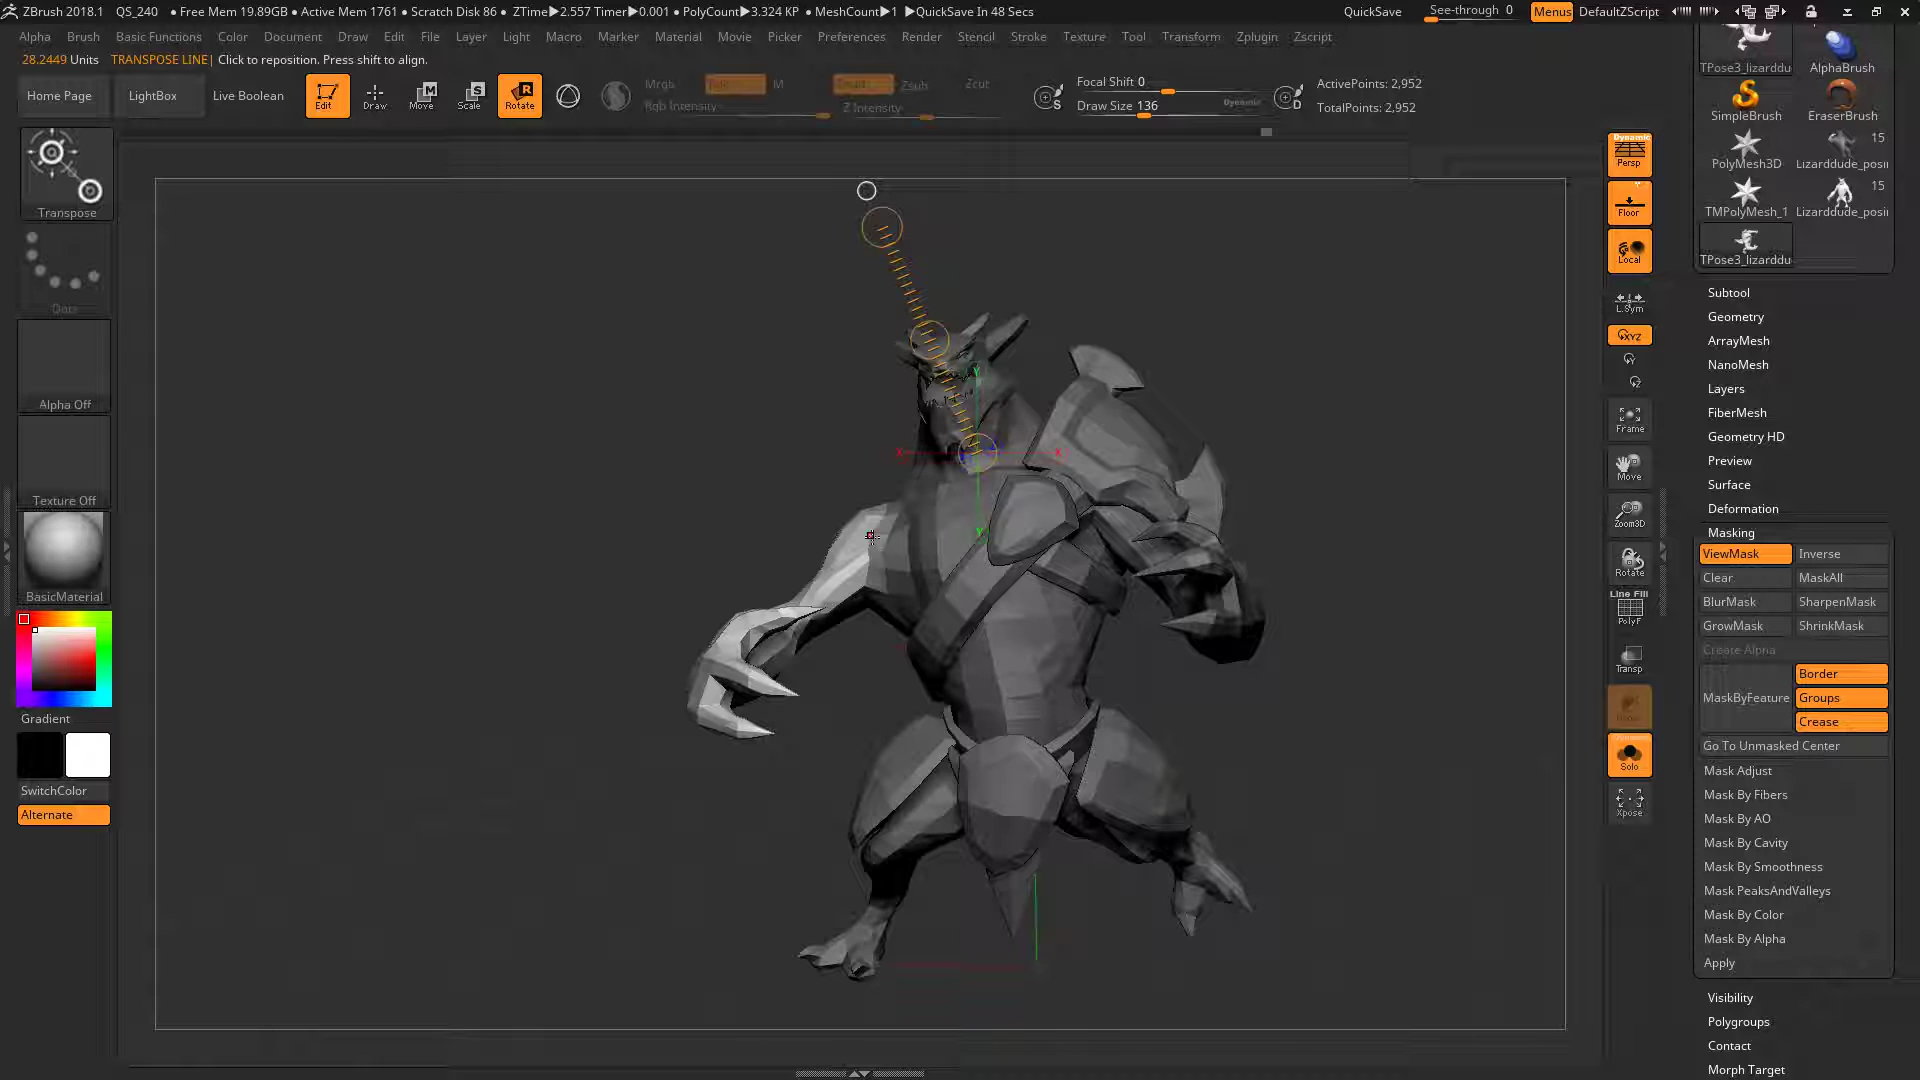 ZBrush 2018.1 QS_240 • Free Mem 19.89GB • Active Mem 1761 • Scratch Disk 86 • ZTime▶2.557 Timer▶0.001 • PolyCount▶3.324 KP • MeshCount▶1 ▶QuickSave In 48 Secs QuickSave See-through 0 Menus DefaultZScript
Alpha Brush Basic Functions Color Document Draw Edit File Layer Light Macro Marker Material Movie Picker Preferences Render Stencil Stroke Texture Tool Transform Zplugin Zscript
28.2449 Units TRANSPOSE LINE| Click to reposition. Press shift to align.
Home Page LightBox Live Boolean Edit Draw Move Scale Rotate
Mrgb M Zsub Zcut
Rgb Intensity Z Intensity
Focal Shift 0
Draw Size 136 Dynamic
ActivePoints: 2,952
TotalPoints: 2,952
Transpose
Dots
Alpha Off
Texture Off
BasicMaterial
Gradient
SwitchColor
Alternate
X X
Y
Y
Dynamic
Persp
Floor
Local
L.Sym
XYZ
Y
Z
Frame
Move
Zoom3D
Rotate
Line Fill
PolyF
Transp
Dynamic
Solo
Xpose
TPose3_lizarddu AlphaBrush
SimpleBrush EraserBrush
15
PolyMesh3D Lizarddude_posin
15
TMPolyMesh_1 Lizarddude_posin
TPose3_lizarddu
Subtool
Geometry
ArrayMesh
NanoMesh
Layers
FiberMesh
Geometry HD
Preview
Surface
Deformation
Masking
ViewMask Inverse
Clear MaskAll
BlurMask SharpenMask
GrowMask ShrinkMask
Create Alpha
MaskByFeature Border
Groups
Crease
Go To Unmasked Center
Mask Adjust
Mask By Fibers
Mask By AO
Mask By Cavity
Mask By Smoothness
Mask PeaksAndValleys
Mask By Color
Mask By Alpha
Apply
Visibility
Polygroups
Contact
Morph Target